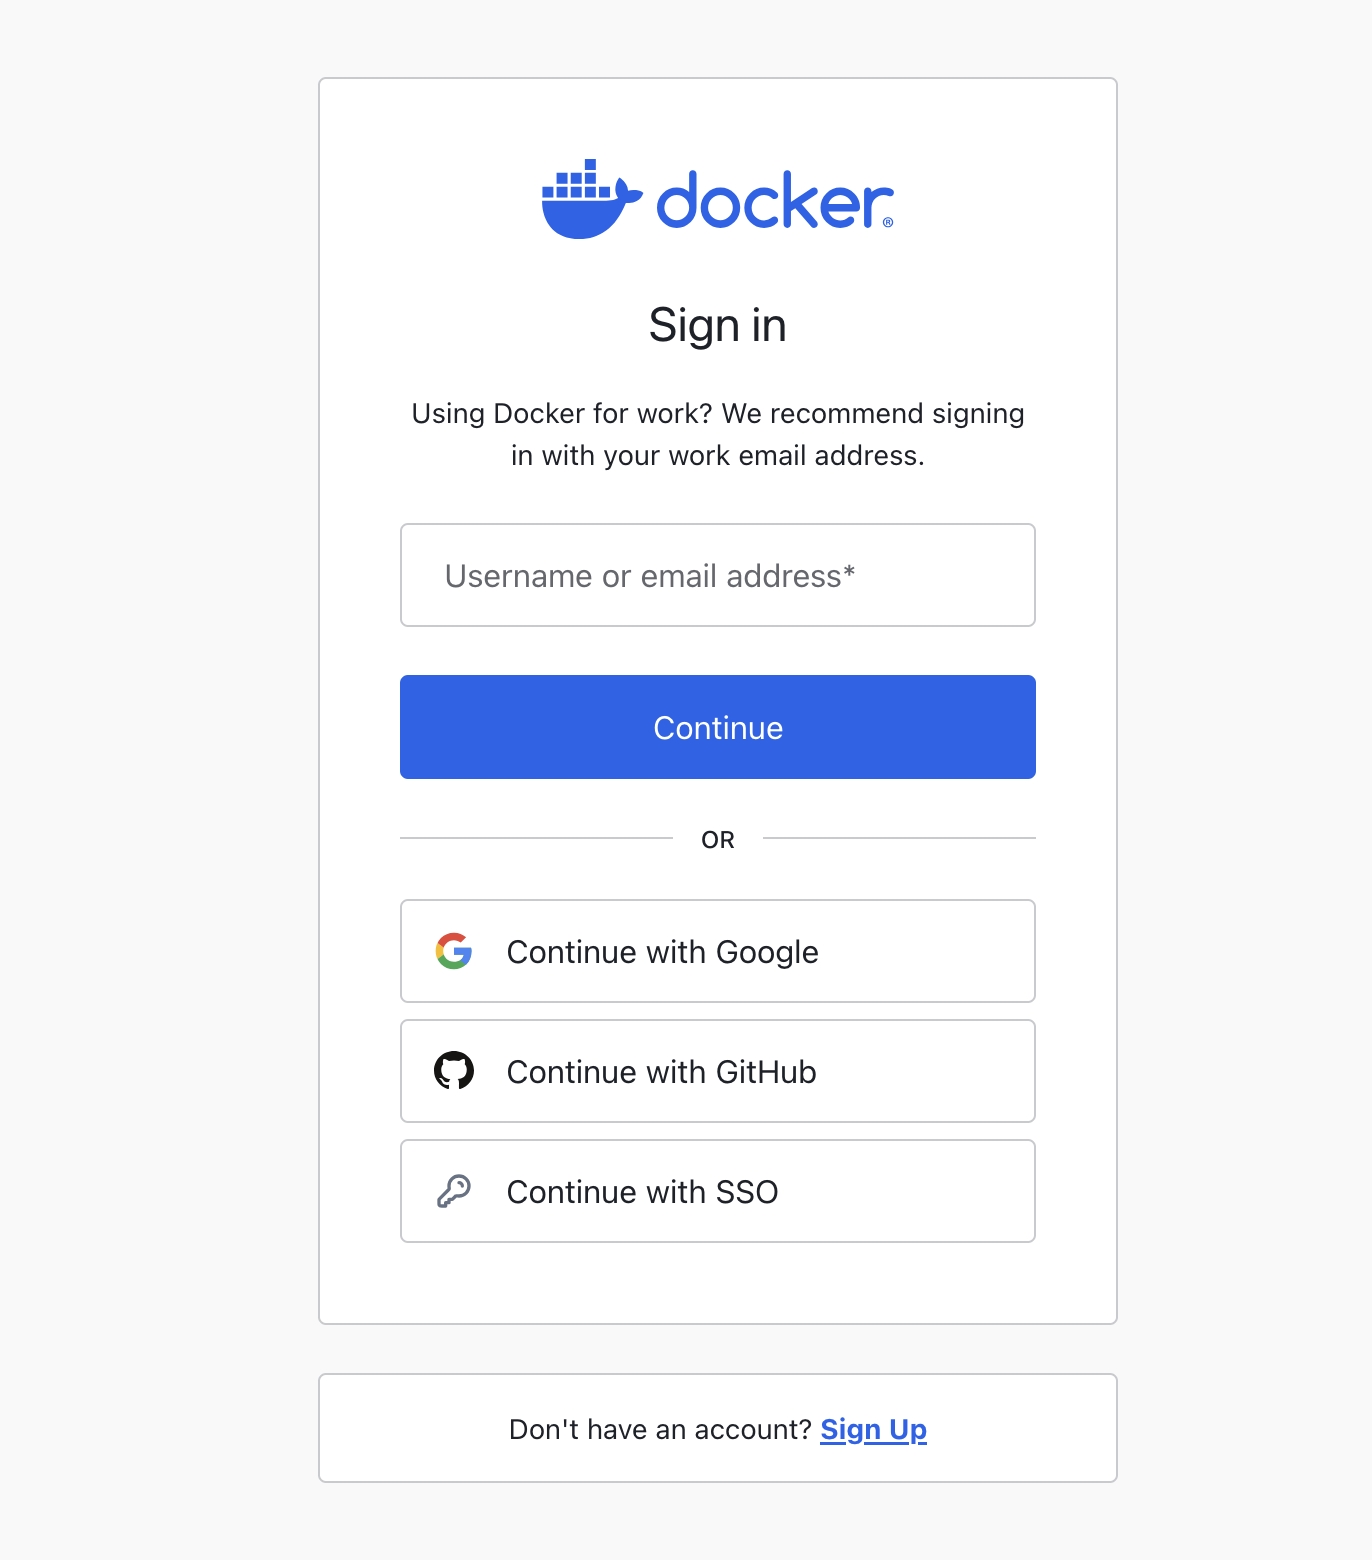 docker®
Sign in
Using Docker for work? We recommend signing
in with your work email address.
Username or email address*
Continue
OR
Continue with Google
Continue with GitHub
Continue with SSO
Don't have an account? Sign Up